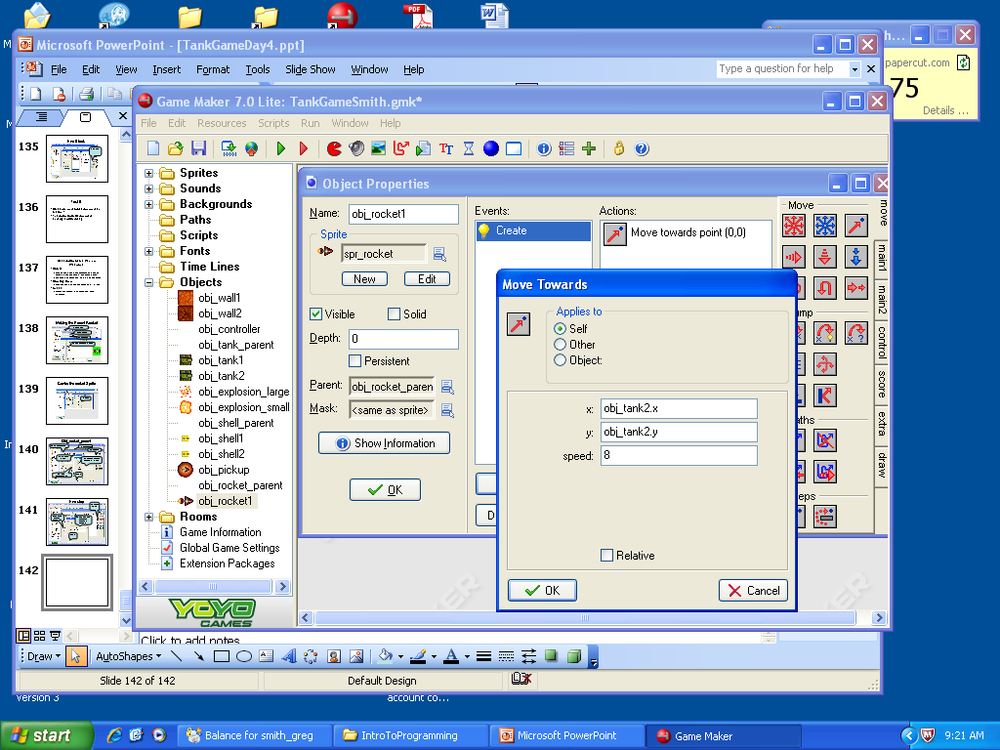 Microsoft PowerPoint - [TankGameDay4.ppt]
File Edit View Insert Format Tools Slide Show Window Help
Type a question for help
papercut.com
75
Details ...
Game Maker 7.0 Lite: TankGameSmith.gmk*
File Edit Resources Scripts Run Window Help
135
136
137
138
139
140
141
142
Sprites
Sounds
Backgrounds
Paths
Scripts
Fonts
Time Lines
Objects
obj_wall1
obj_wall2
obj_controller
obj_tank_parent
obj_tank1
obj_tank2
obj_explosion_large
obj_explosion_small
obj_shell_parent
obj_shell1
obj_shell2
obj_pickup
obj_rocket_parent
obj_rocket1
Rooms
Game Information
Global Game Settings
Extension Packages
YOYO
GAMES
Object Properties
Name: obj_rocket1
Sprite
spr_rocket
New Edit
Visible Solid
Depth: 0
Persistent
Parent: obj_rocket_paren
Mask: <same as sprite>
Show Information
OK
Events:
Create
Actions:
Move towards point (0,0)
Move
move
main1
main2
control
score
extra
draw
Move Towards
Applies to
Self
Other
Object:
x: obj_tank2.x
y: obj_tank2.y
speed: 8
Relative
OK Cancel
Click to add notes
Draw AutoShapes
Slide 142 of 142 Default Design
Version 3
account co...
start
Balance for smith_greg
IntroToProgramming
Microsoft PowerPoint
Game Maker
9:21 AM